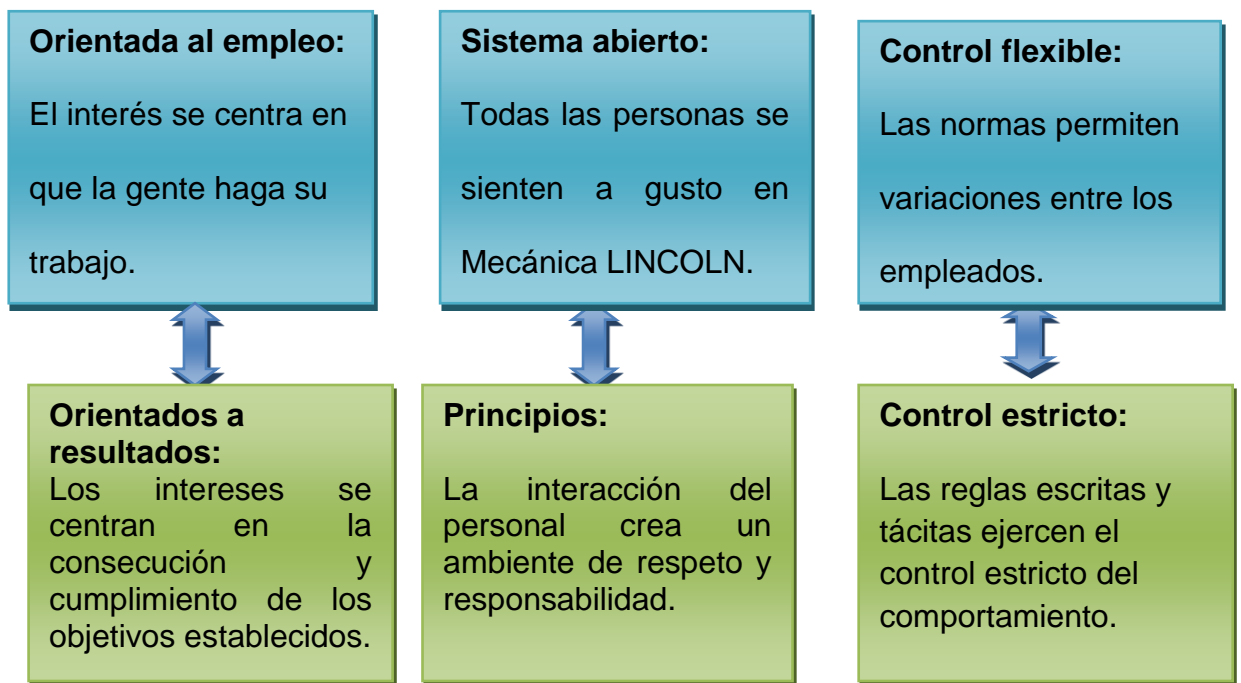 Orientada al empleo:
El interés se centra en
que la gente haga su
trabajo.
Sistema abierto:
Todas las personas se
sienten a gusto en
Mecánica LINCOLN.
Control flexible:
Las normas permiten
variaciones entre los
empleados.
Orientados a
resultados:
Los intereses se
centran en la
consecución y
cumplimiento de los
objetivos establecidos.
Principios:
La interacción del
personal crea un
ambiente de respeto y
responsabilidad.
Control estricto:
Las reglas escritas y
tácitas ejercen el
control estricto del
comportamiento.